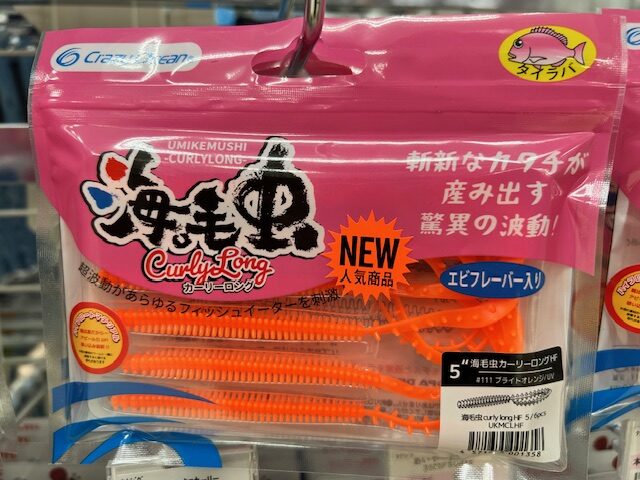 Crazy Ocean
タイラバ
UMIKEMUSHI
-CURLYLONG-
海毛虫
CurlyLong
カーリーロング
斬新なカタチが
産み出す
驚異の波動!
NEW
人気商品
エビフレーバー入り
超波動があらゆるフィッシュイーターを刺激
5" 海毛虫カーリーロングHF
#111 ブライトオレンジ/UV
海毛虫 curly long HF 5/6pcs
UKMCLHF
001358